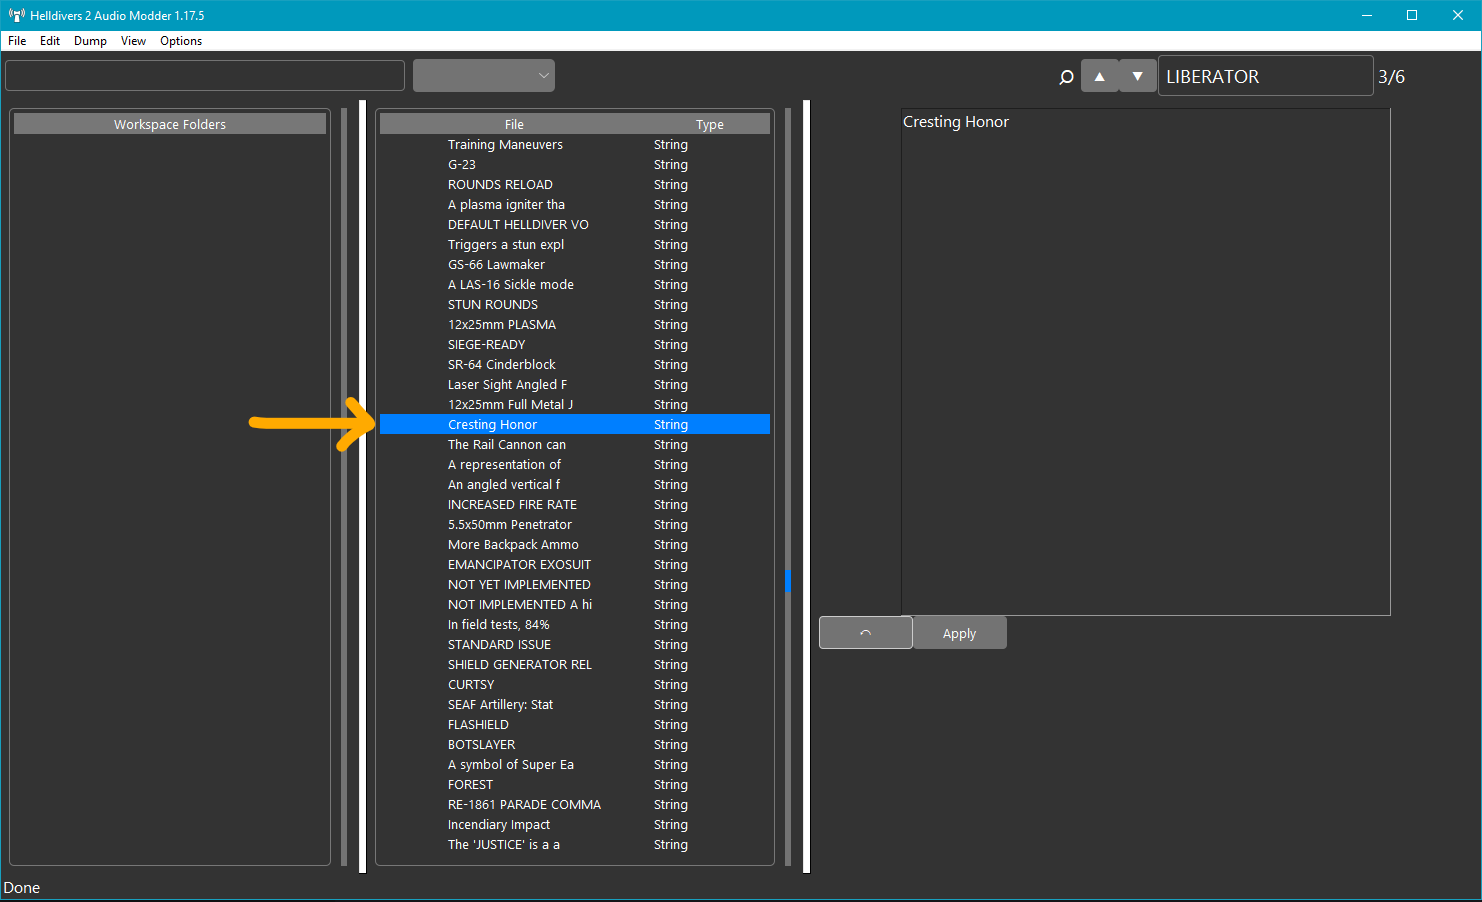 Helldivers 2 Audio Modder 1.17.5
File Edit Dump View Options
LIBERATOR 3/6
Workspace Folders
File Type
Training Maneuvers String
G-23 String
ROUNDS RELOAD String
A plasma igniter tha String
DEFAULT HELLDIVER VO String
Triggers a stun expl String
GS-66 Lawmaker String
A LAS-16 Sickle mode String
STUN ROUNDS String
12x25mm PLASMA String
SIEGE-READY String
SR-64 Cinderblock String
Laser Sight Angled F String
12x25mm Full Metal J String
Cresting Honor String
The Rail Cannon can String
A representation of String
An angled vertical f String
INCREASED FIRE RATE String
5.5x50mm Penetrator String
More Backpack Ammo String
EMANCIPATOR EXOSUIT String
NOT YET IMPLEMENTED String
NOT IMPLEMENTED A hi String
In field tests, 84% String
STANDARD ISSUE String
SHIELD GENERATOR REL String
CURTSY String
SEAF Artillery: Stat String
FLASHIELD String
BOTSLAYER String
A symbol of Super Ea String
FOREST String
RE-1861 PARADE COMMA String
Incendiary Impact String
The 'JUSTICE' is a a String
Cresting Honor
Apply
Done